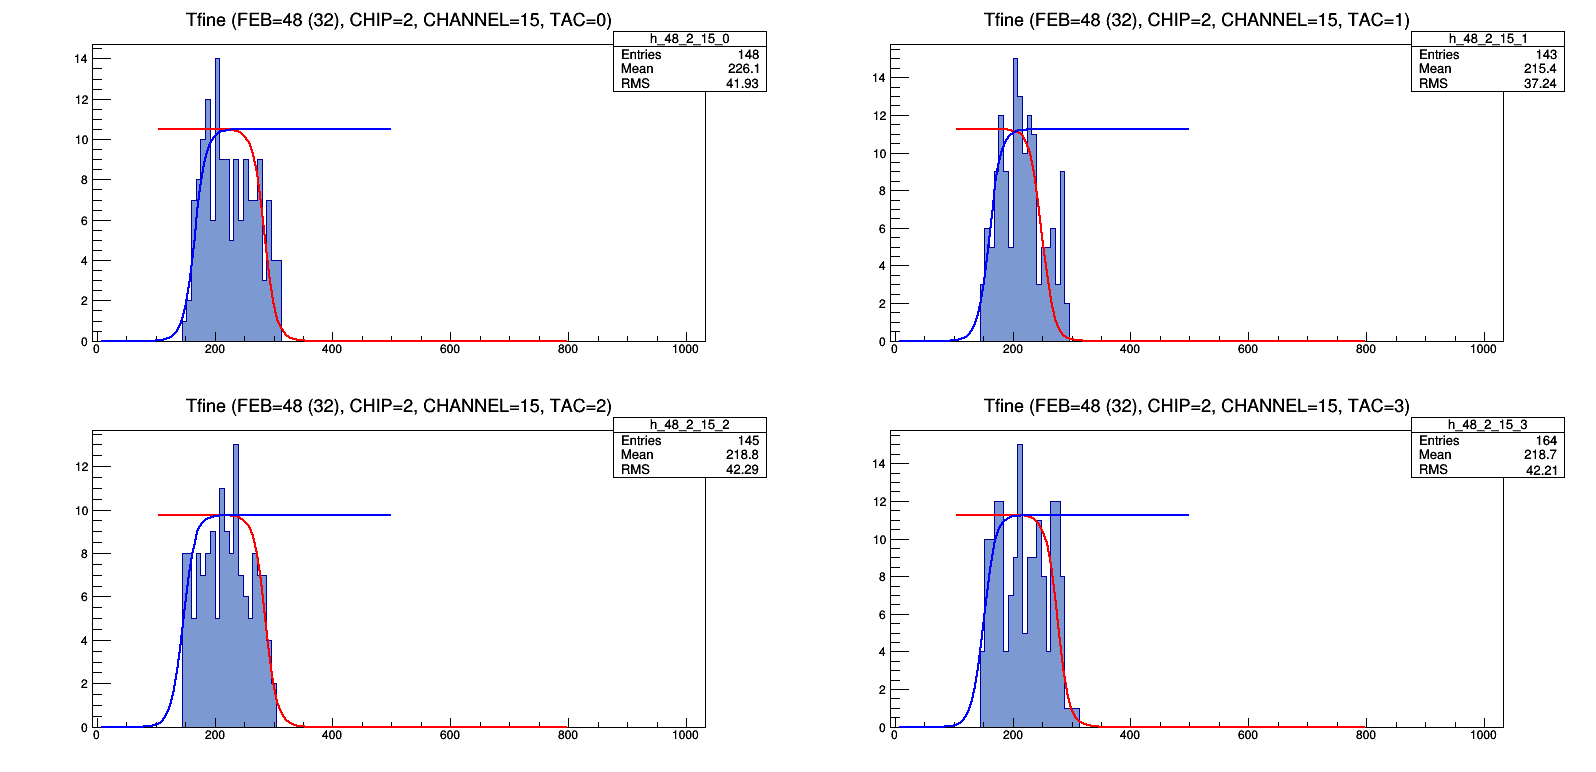 Tfine (FEB=48 (32), CHIP=2, CHANNEL=15, TAC=0)
h_48_2_15_0
Entries 148
Mean 226.1
RMS 41.93
14
12
10
8
6
4
2
0
0 200 400 600 800 1000
Tfine (FEB=48 (32), CHIP=2, CHANNEL=15, TAC=1)
h_48_2_15_1
Entries 143
Mean 215.4
RMS 37.24
14
12
10
8
6
4
2
0
0 200 400 600 800 1000
Tfine (FEB=48 (32), CHIP=2, CHANNEL=15, TAC=2)
h_48_2_15_2
Entries 145
Mean 218.8
RMS 42.29
12
10
8
6
4
2
0
0 200 400 600 800 1000
Tfine (FEB=48 (32), CHIP=2, CHANNEL=15, TAC=3)
h_48_2_15_3
Entries 164
Mean 218.7
RMS 42.21
14
12
10
8
6
4
2
0
0 200 400 600 800 1000